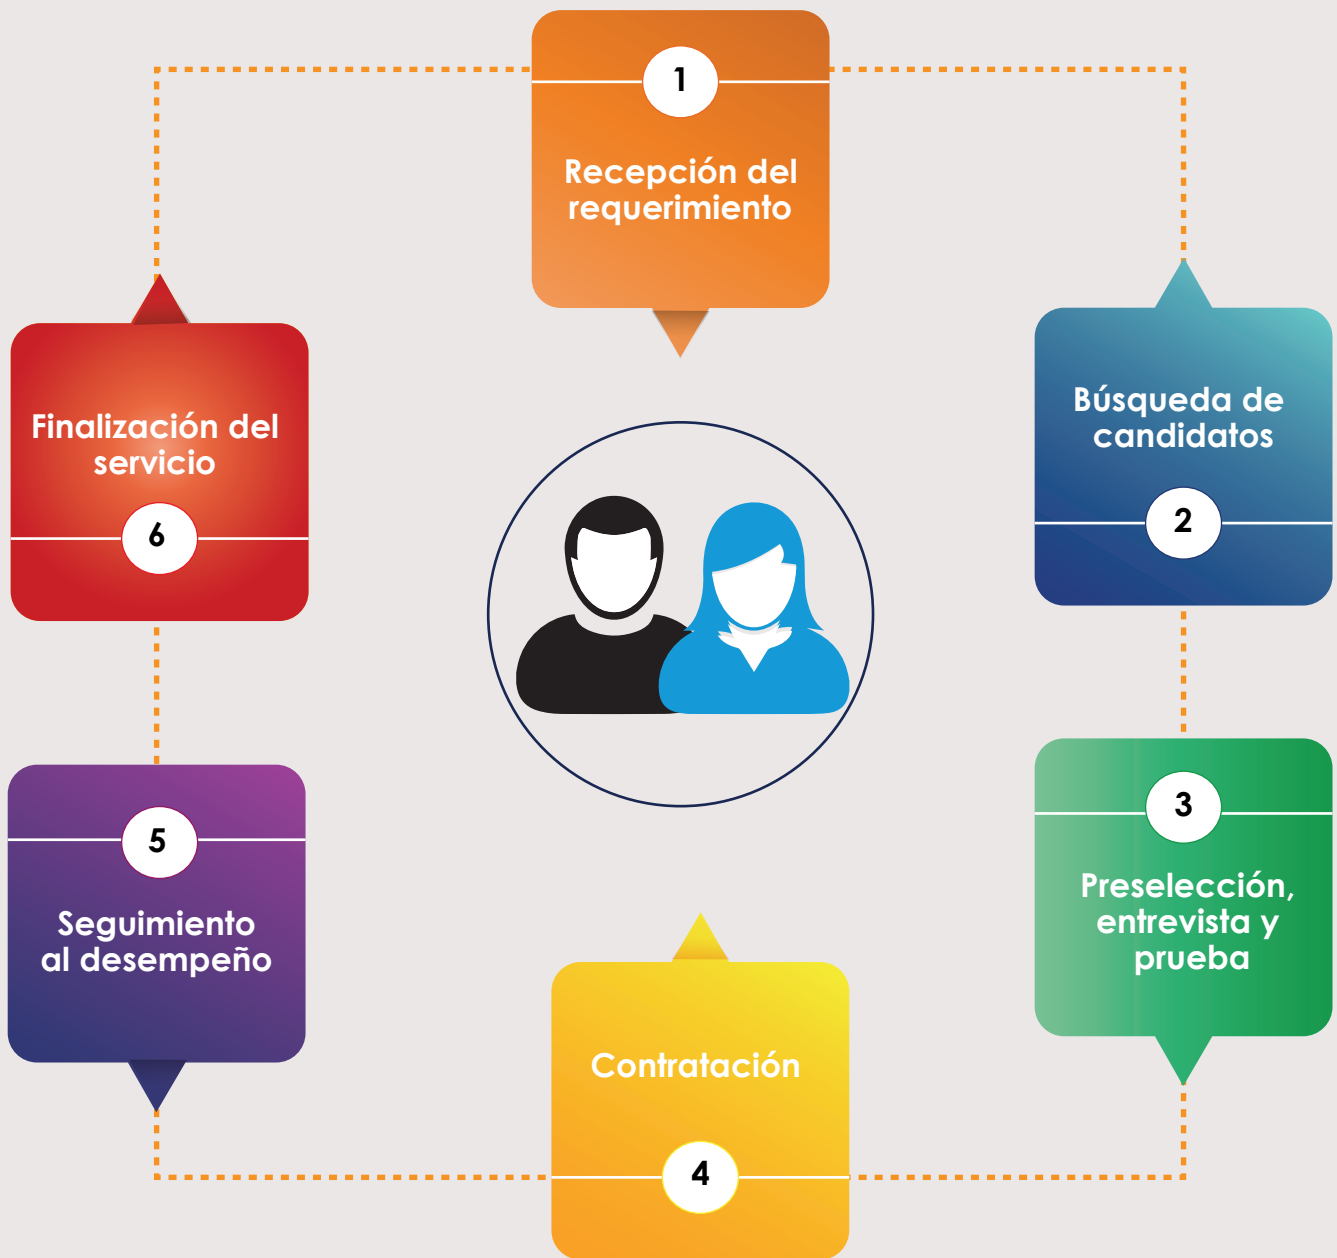 1
Recepción del
requerimiento
Búsqueda de
candidatos
2
3
Preselección,
entrevista y
prueba
Contratación
4
5
Seguimiento
al desempeño
Finalización del
servicio
6